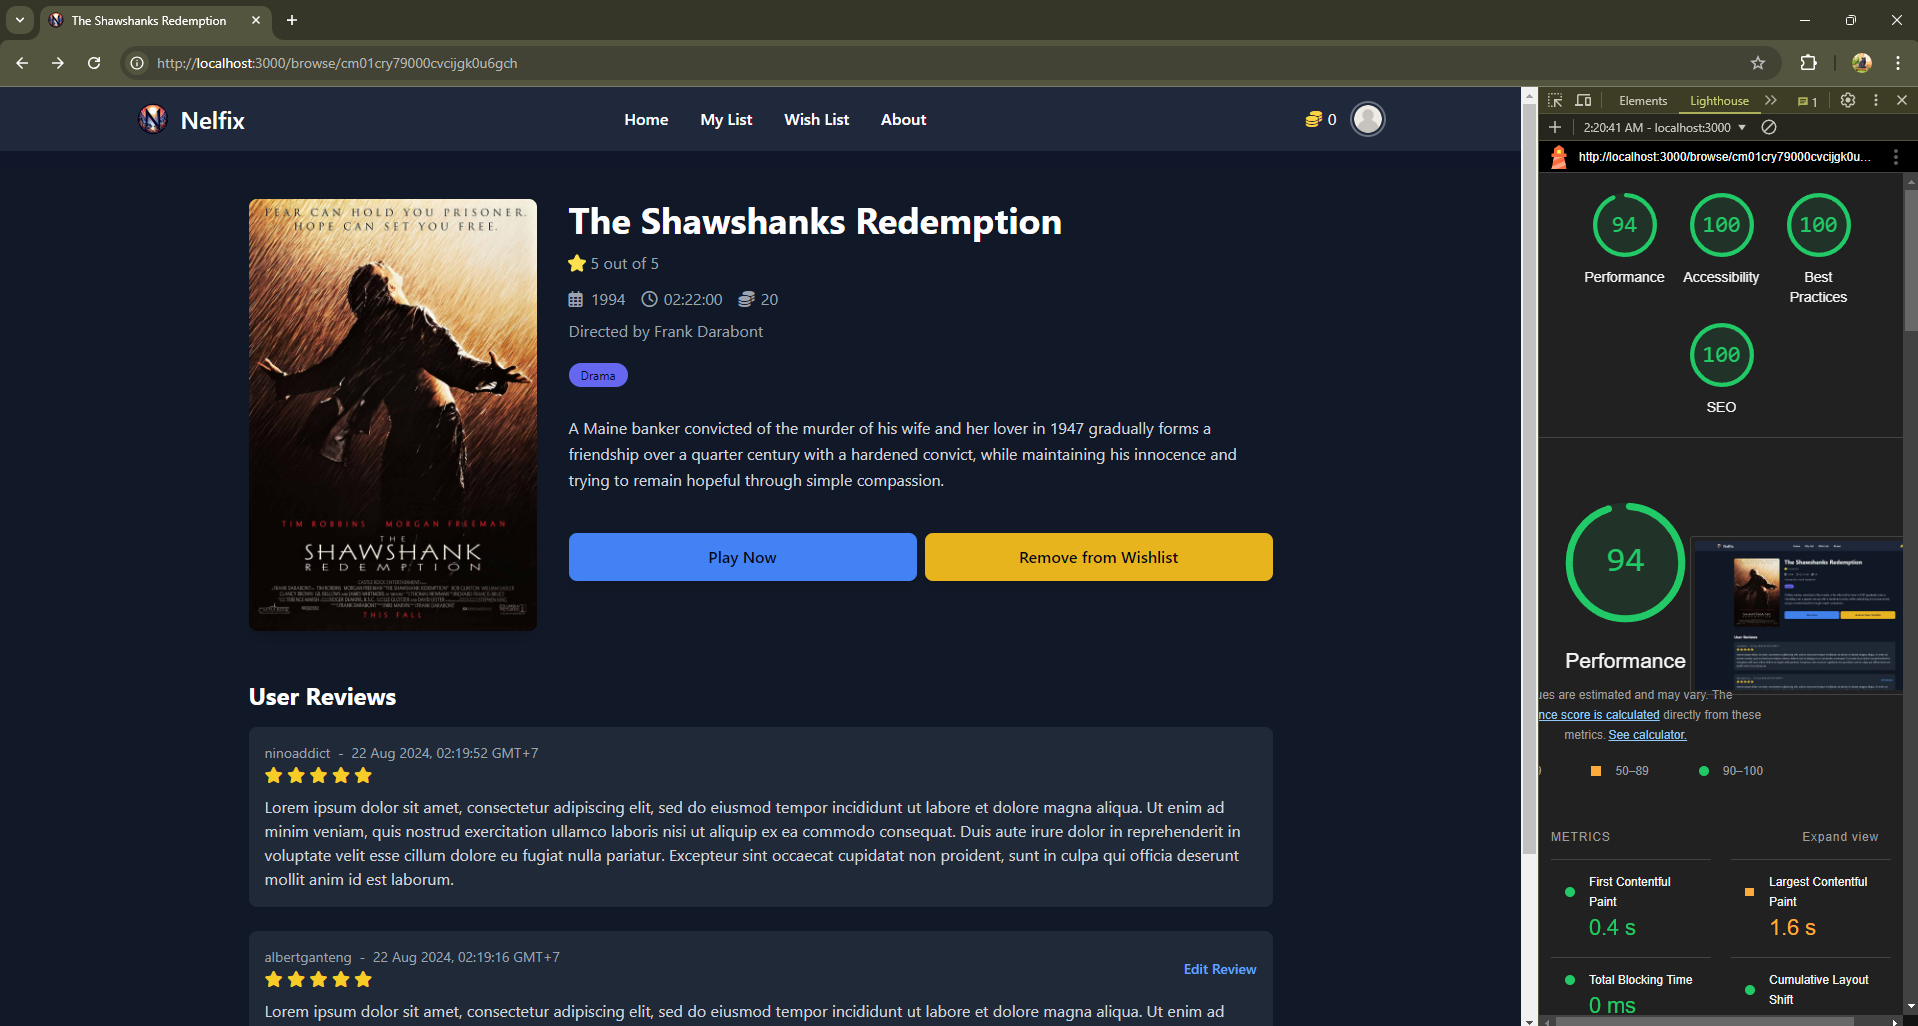 The Shawshanks Redemption
http://localhost:3000/browse/cm01cry79000cvcijgk0u6gch
Nelfix
Home
My List
Wish List
About
0
FEAR CAN HOLD YOU PRISONER.
HOPE CAN SET YOU FREE.
TIM ROBBINS MORGAN FREEMAN
THE
SHAWSHANK
REDEMPTION
THIS FALL
The Shawshanks Redemption
5 out of 5
1994
02:22:00
20
Directed by Frank Darabont
Drama
A Maine banker convicted of the murder of his wife and her lover in 1947 gradually forms a
friendship over a quarter century with a hardened convict, while maintaining his innocence and
trying to remain hopeful through simple compassion.
Play Now
Remove from Wishlist
User Reviews
ninoaddict - 22 Aug 2024, 02:19:52 GMT+7
Lorem ipsum dolor sit amet, consectetur adipiscing elit, sed do eiusmod tempor incididunt ut labore et dolore magna aliqua. Ut enim ad
minim veniam, quis nostrud exercitation ullamco laboris nisi ut aliquip ex ea commodo consequat. Duis aute irure dolor in reprehenderit in
voluptate velit esse cillum dolore eu fugiat nulla pariatur. Excepteur sint occaecat cupidatat non proident, sunt in culpa qui officia deserunt
mollit anim id est laborum.
albertganteng - 22 Aug 2024, 02:19:16 GMT+7
Edit Review
Lorem ipsum dolor sit amet, consectetur adipiscing elit, sed do eiusmod tempor incididunt ut labore et dolore magna aliqua. Ut enim ad
Elements
Lighthouse
1
2:20:41 AM - localhost:3000
http://localhost:3000/browse/cm01cry79000cvcijgk0u...
94
Performance
100
Accessibility
100
Best
Practices
100
SEO
94
The Shawshanks Redemption
User Reviews
Performance
ues are estimated and may vary. The
nce score is calculated directly from these
metrics. See calculator.
50–89
90–100
METRICS
Expand view
First Contentful
Paint
0.4 s
Largest Contentful
Paint
1.6 s
Total Blocking Time
0 ms
Cumulative Layout
Shift